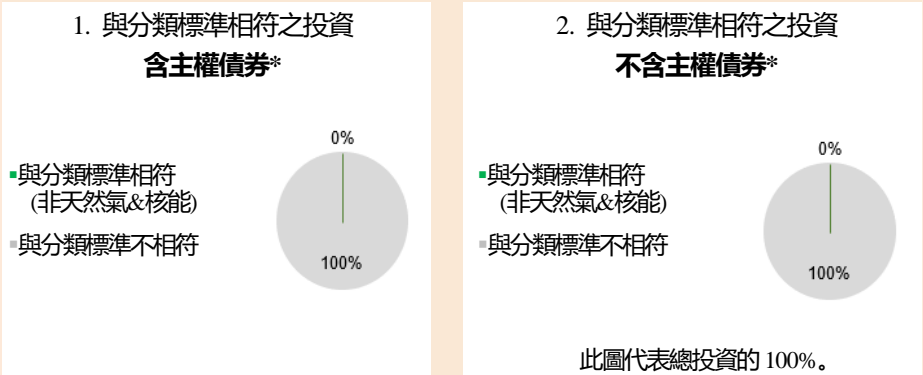 1. 與分類標準相符之投資
含主權債券*
0%
▪與分類標準相符
(非天然氣&核能)
▪與分類標準不相符
100%
2. 與分類標準相符之投資
不含主權債券*
0%
▪與分類標準相符
(非天然氣&核能)
▪與分類標準不相符
100%
此圖代表總投資的 100%。